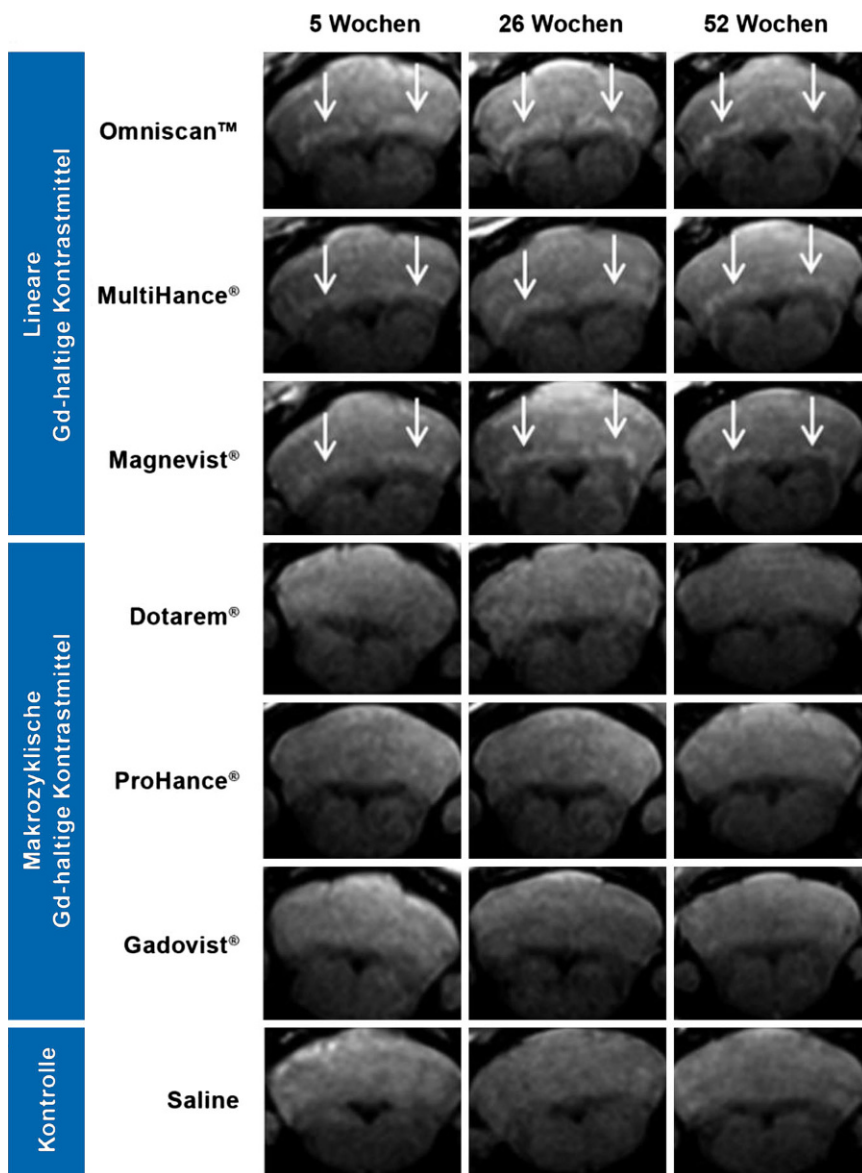 5 Wochen 26 Wochen 52 Wochen
Lineare
Gd-haltige Kontrastmittel
Omniscan™
MultiHance®
Magnevist®
Makrozyklische
Gd-haltige Kontrastmittel
Dotarem®
ProHance®
Gadovist®
Kontrolle
Saline